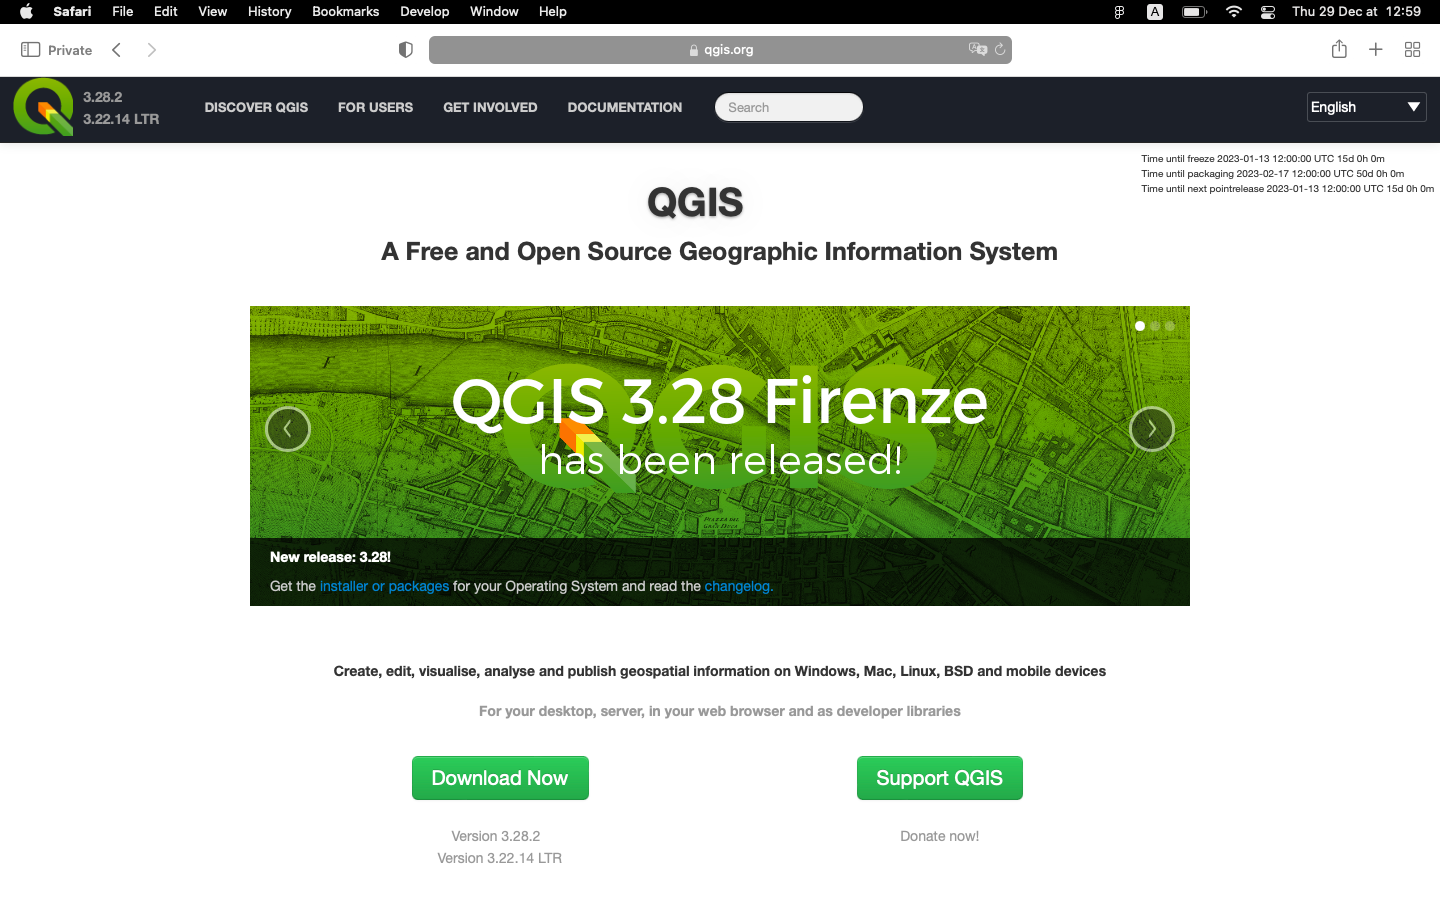 Safari File Edit View History Bookmarks Develop Window Help A Thu 29 Dec at 12:59
Private qgis.org
3.28.2
3.22.14 LTR
DISCOVER QGIS FOR USERS GET INVOLVED DOCUMENTATION Search English
Time until freeze 2023-01-13 12:00:00 UTC 15d 0h 0m
Time until packaging 2023-02-17 12:00:00 UTC 50d 0h 0m
Time until next pointrelease 2023-01-13 12:00:00 UTC 15d 0h 0m
QGIS
A Free and Open Source Geographic Information System
QGIS 3.28 Firenze
has been released!
New release: 3.28!
Get the installer or packages for your Operating System and read the changelog.
Create, edit, visualise, analyse and publish geospatial information on Windows, Mac, Linux, BSD and mobile devices
For your desktop, server, in your web browser and as developer libraries
Download Now Support QGIS
Version 3.28.2 Donate now!
Version 3.22.14 LTR